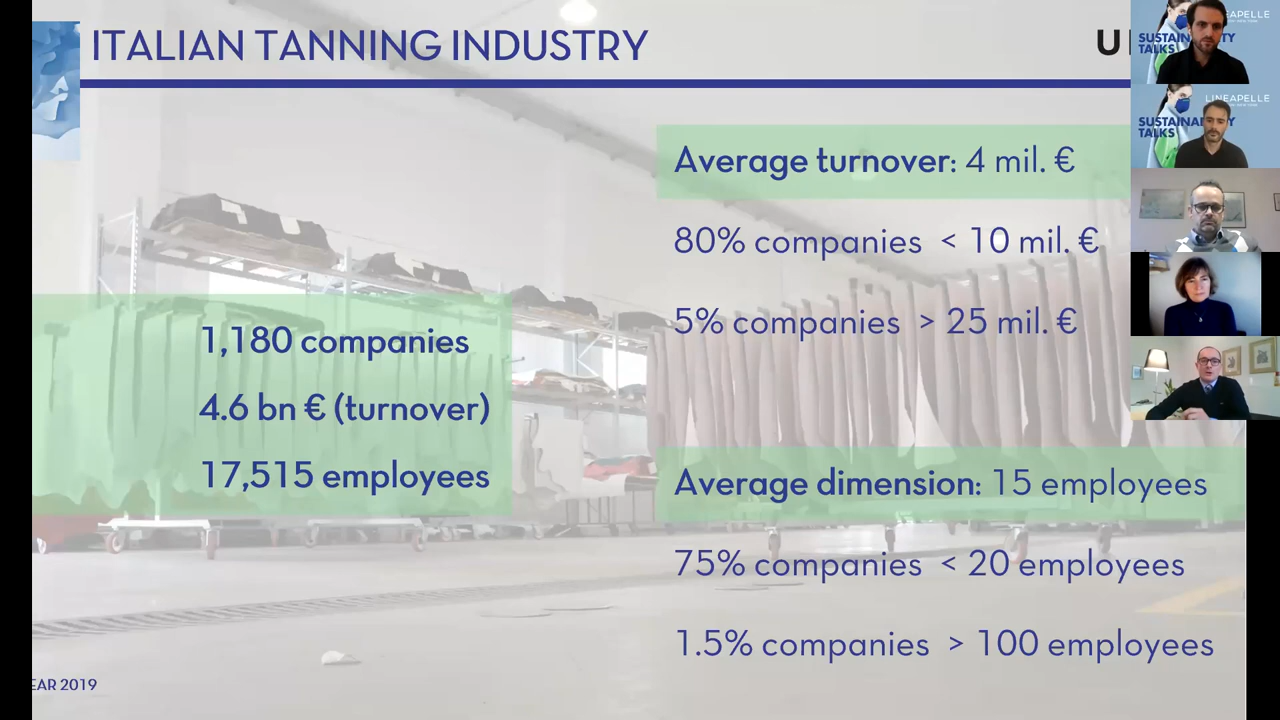 ITALIAN TANNING INDUSTRY
U
1,180 companies
4.6 bn € (turnover)
17,515 employees
Average turnover: 4 mil. €
80% companies < 10 mil. €
5% companies > 25 mil. €
Average dimension: 15 employees
75% companies < 20 employees
1.5% companies > 100 employees
EAR 2019
TALKS
LINEAPELLE
TALKS